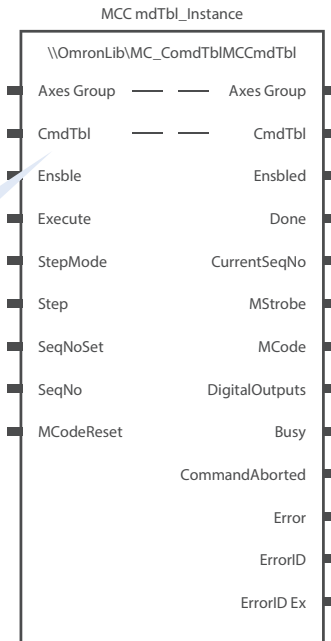 MCC mdTbl_Instance
\\OmronLib\MC_ComdTblMCCmdTbl
Axes Group Axes Group
CmdTbl CmdTbl
Ensble Ensbled
Execute Done
StepMode CurrentSeqNo
Step MStrobe
SeqNoSet MCode
SeqNo DigitalOutputs
MCodeReset Busy
CommandAborted
Error
ErrorID
ErrorID Ex